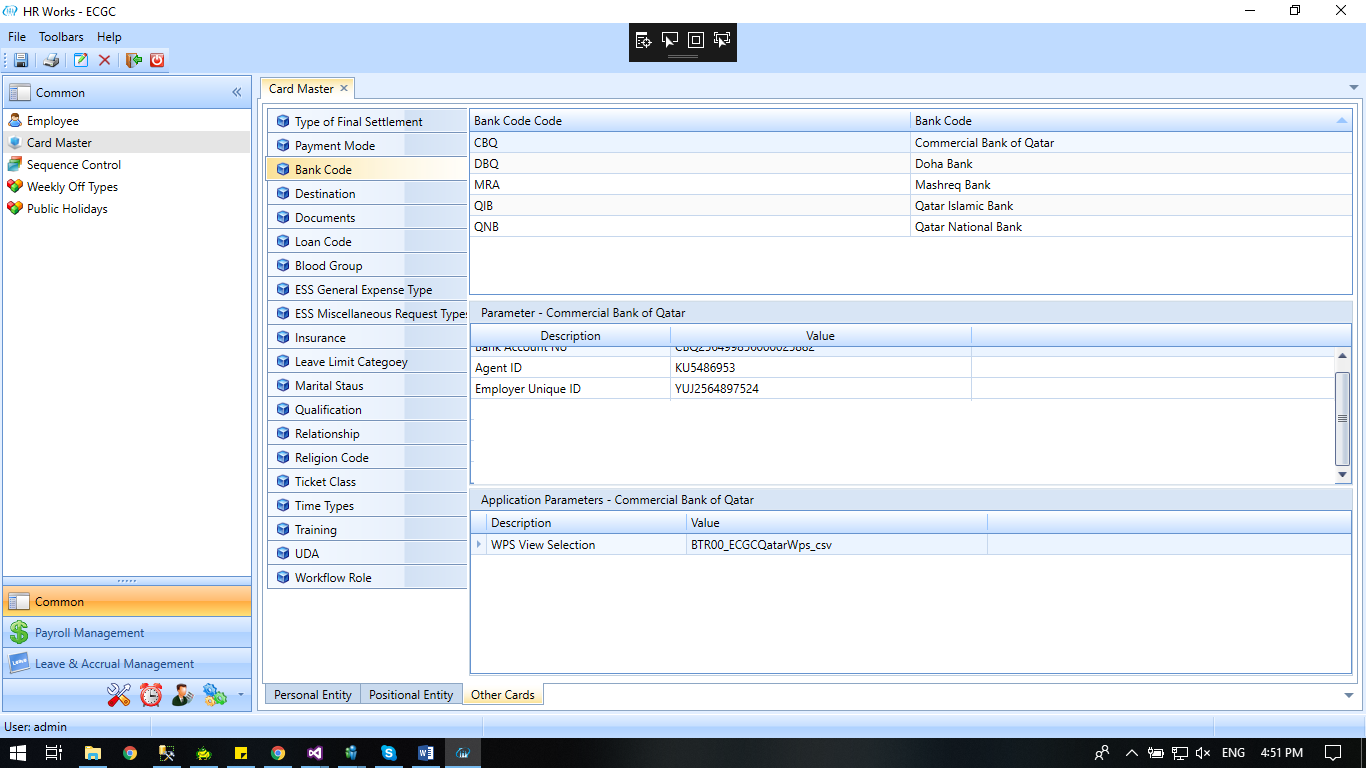 HR Works - ECGC
File Toolbars Help
Common
Employee
Card Master
Sequence Control
Weekly Off Types
Public Holidays
Common
Payroll Management
Leave & Accrual Management
Card Master
Type of Final Settlement
Payment Mode
Bank Code
Destination
Documents
Loan Code
Blood Group
ESS General Expense Type
ESS Miscellaneous Request Types
Insurance
Leave Limit Categoey
Marital Staus
Qualification
Relationship
Religion Code
Ticket Class
Time Types
Training
UDA
Workflow Role
Bank Code Code Bank Code
CBQ Commercial Bank of Qatar
DBQ Doha Bank
MRA Mashreq Bank
QIB Qatar Islamic Bank
QNB Qatar National Bank
Parameter - Commercial Bank of Qatar
Description Value
Bank Account No
Agent ID KU5486953
Employer Unique ID YUJ2564897524
Application Parameters - Commercial Bank of Qatar
Description Value
WPS View Selection BTR00_ECGCQatarWps_csv
Personal Entity Positional Entity Other Cards
User: admin
ENG 4:51 PM